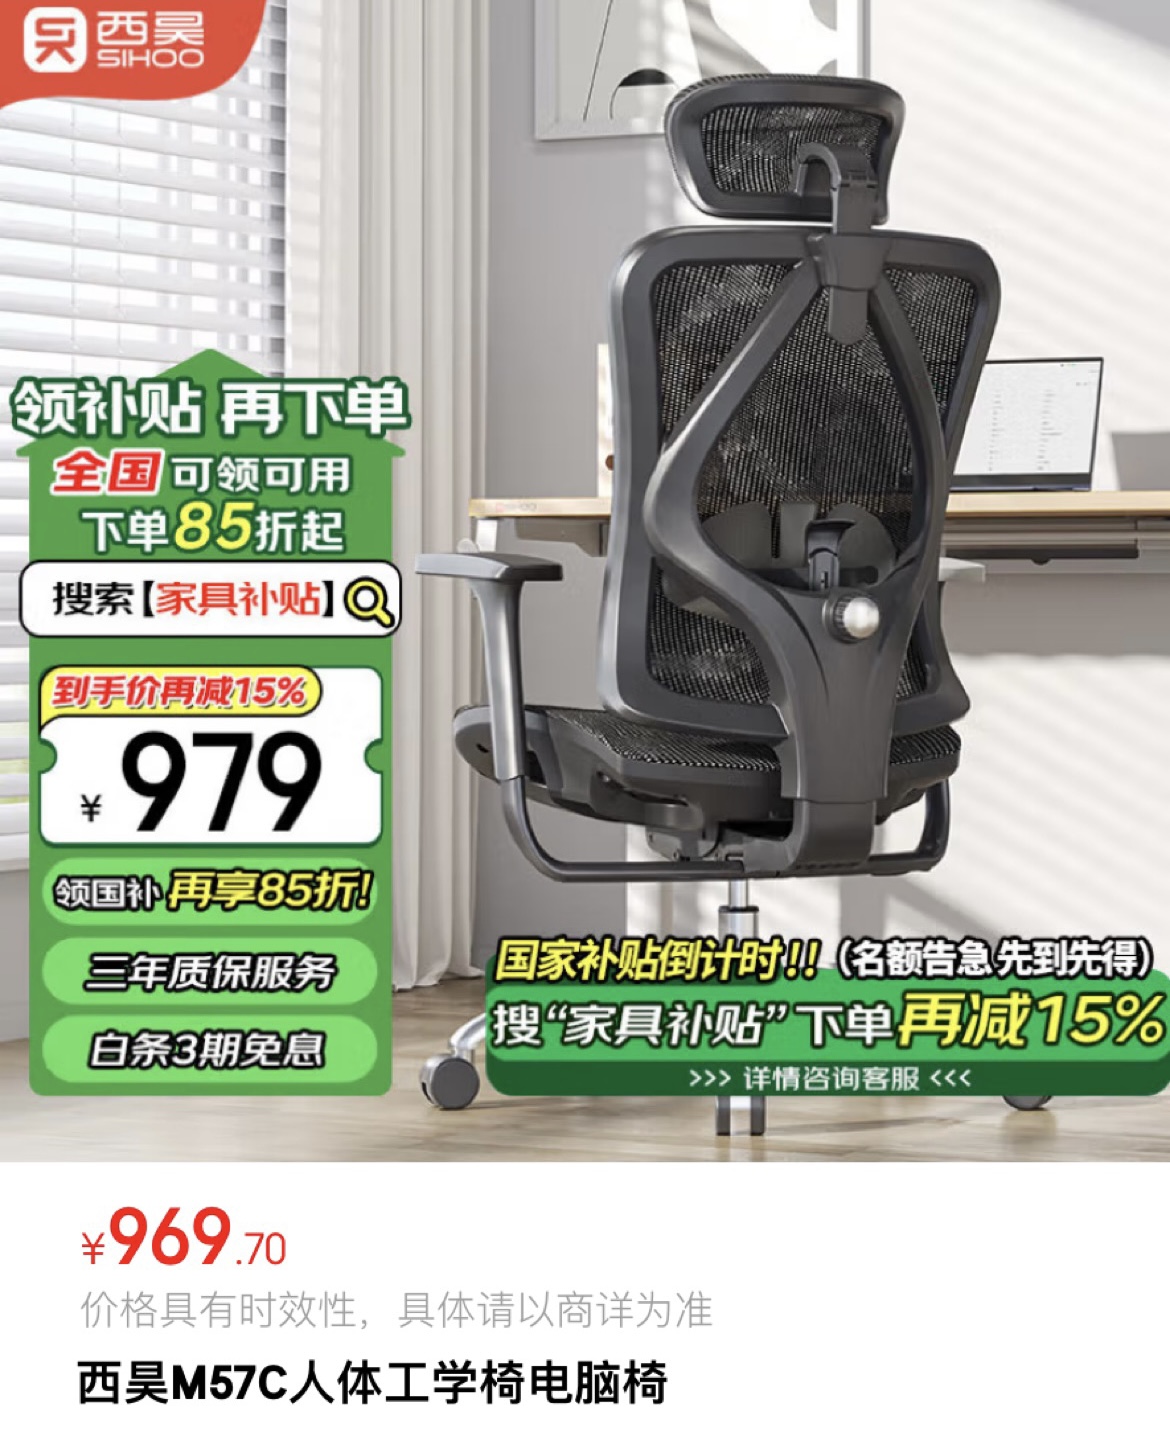 西昊
SIHOO
领补贴 再下单
全国可领可用
下单85折起
搜索【家具补贴】
到手价再减15%
¥979
领国补 再享85折!
三年质保服务
白条3期免息
国家补贴倒计时!!(名额告急 先到先得)
搜“家具补贴”下单再减15%
>>> 详情咨询客服 <<<
¥969.70
价格具有时效性，具体请以商详为准
西昊M57C人体工学椅电脑椅